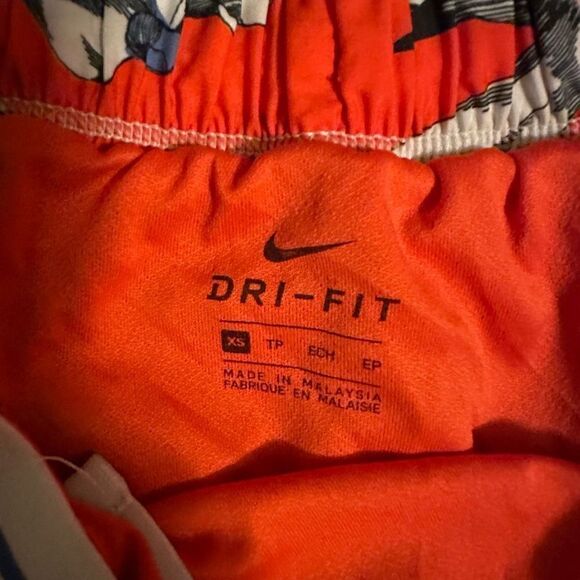 DRI-FIT
XS TP ECH EP
MADE IN MALAYSIA
FABRIQUE EN MALAISIE